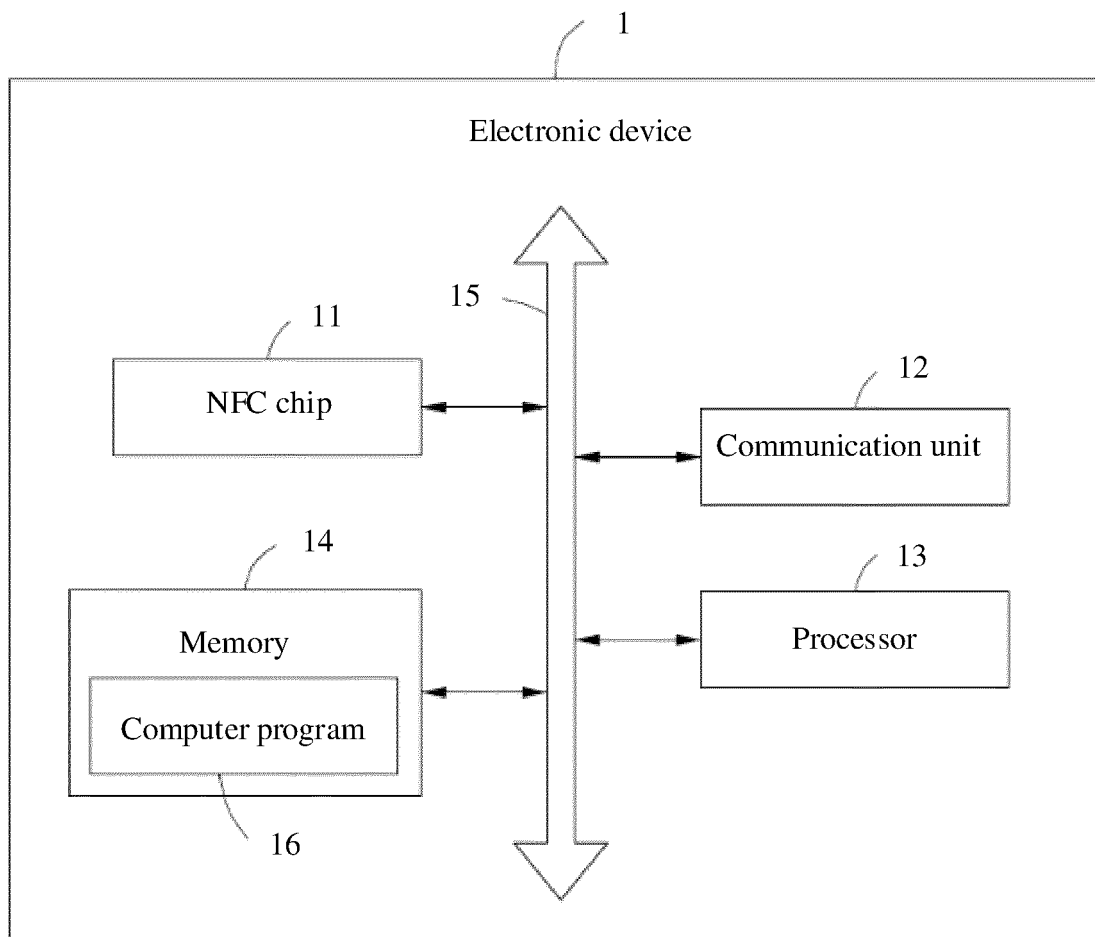 1
Electronic device
15
11
NFC chip
12
Communication unit
14
Memory
13
Processor
Computer program
16